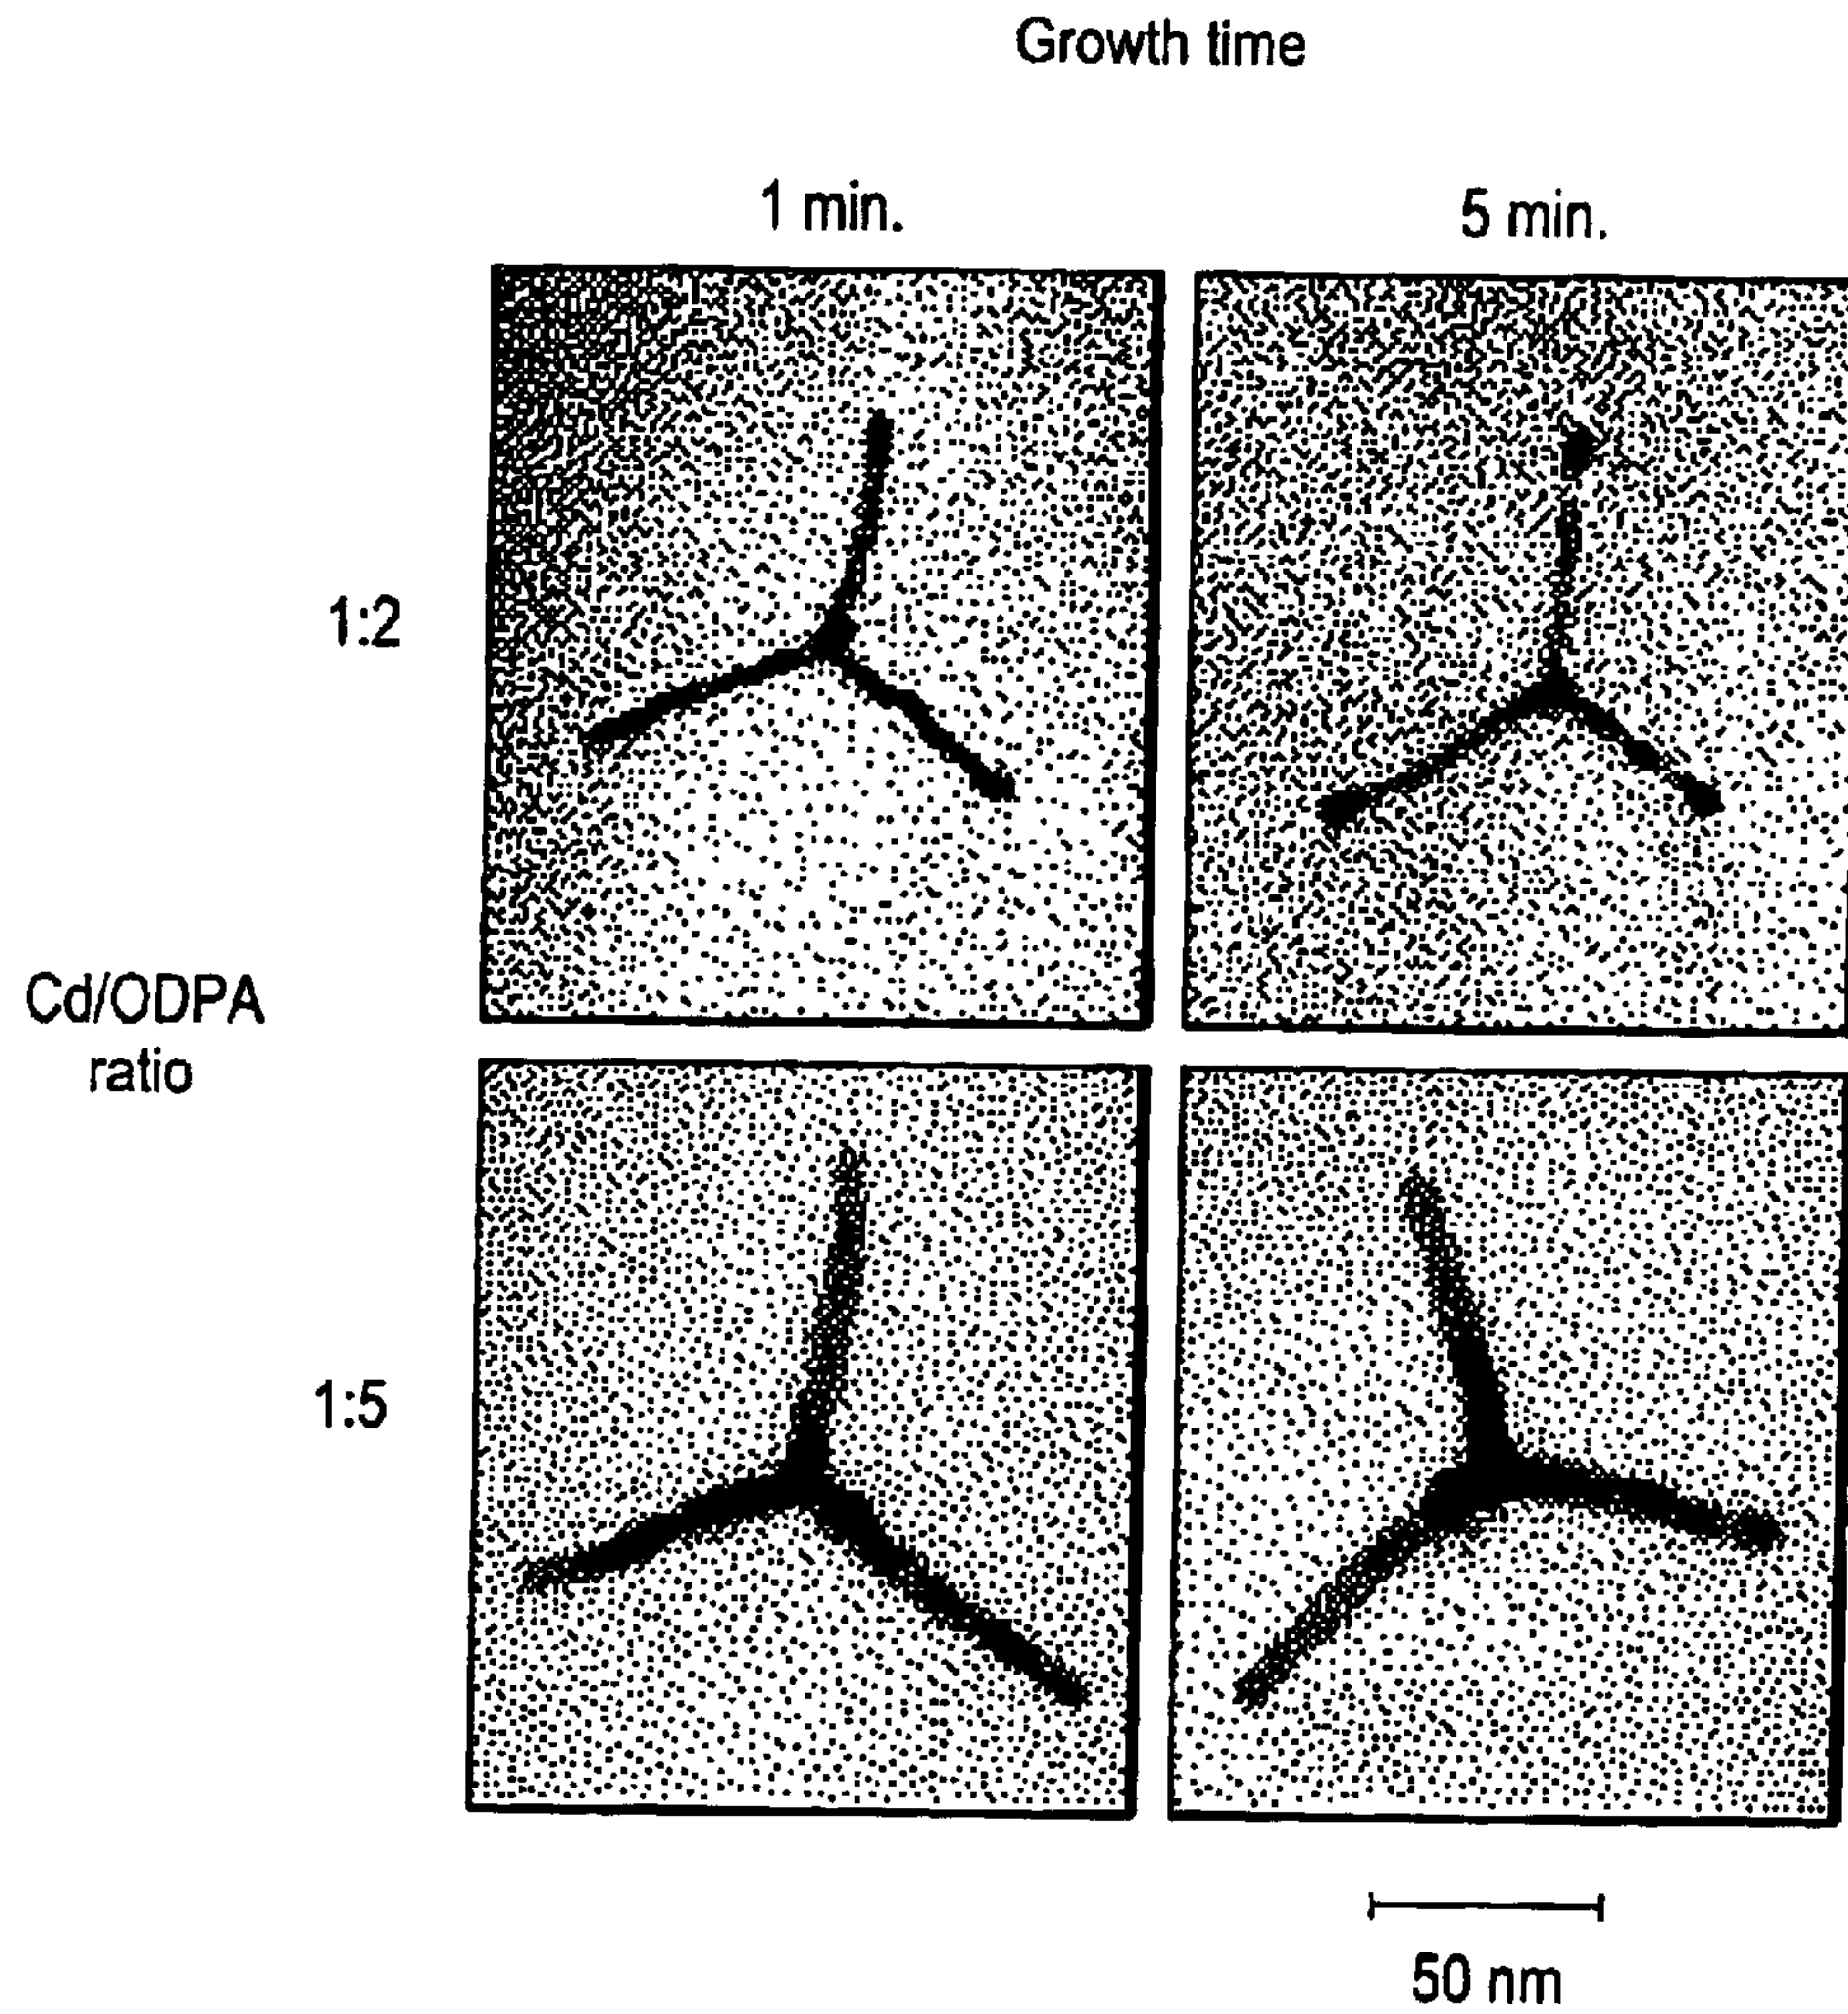 Growth time
1 min.
5 min.
1:2
Cd/ODPA
ratio
1:5
50 nm